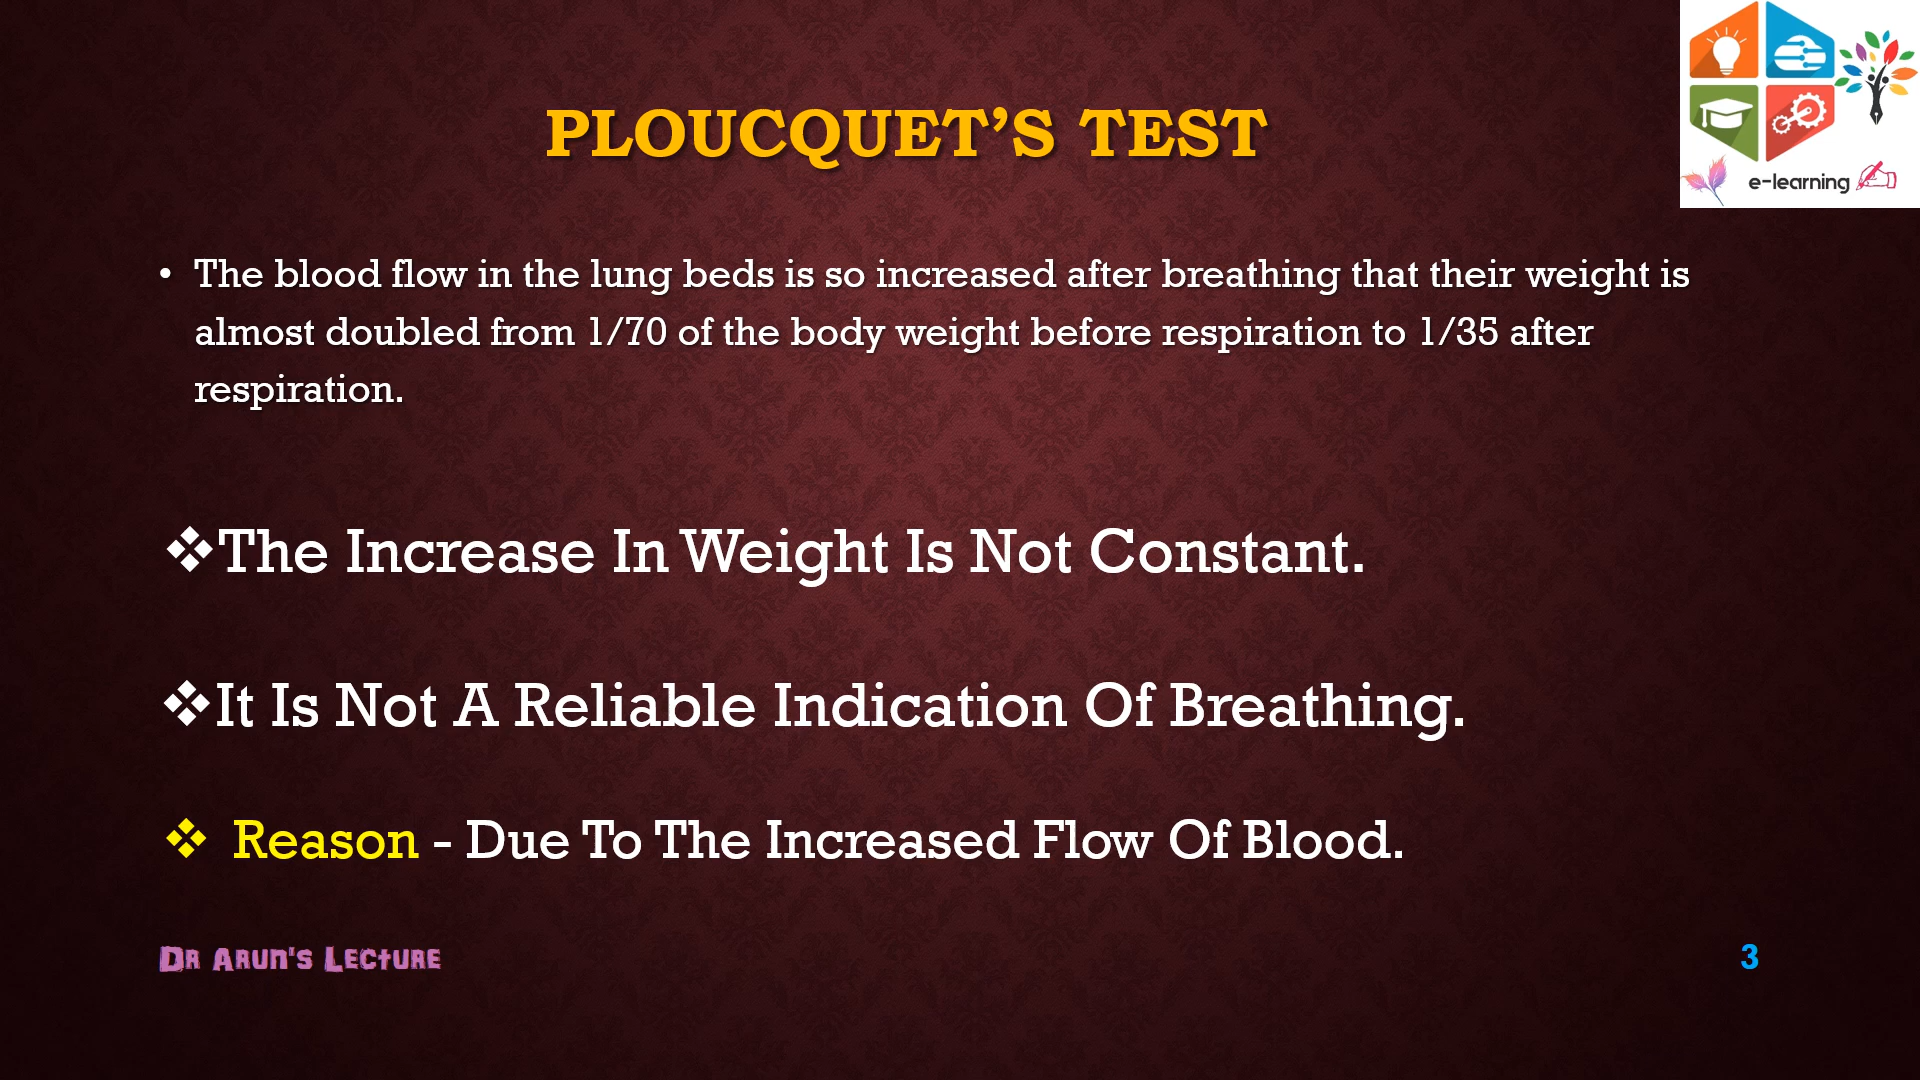 PLOUCQUET’S TEST
e-learning
• The blood flow in the lung beds is so increased after breathing that their weight is
almost doubled from 1/70 of the body weight before respiration to 1/35 after
respiration.
❖The Increase In Weight Is Not Constant.
❖It Is Not A Reliable Indication Of Breathing.
❖ Reason - Due To The Increased Flow Of Blood.
Dr Arun's Lecture
3